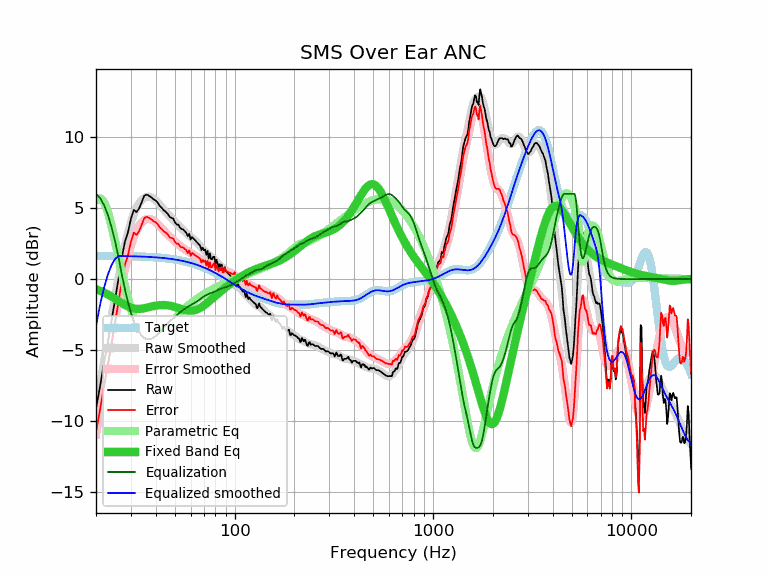 SMS Over Ear ANC
Amplitude (dBr)
10
5
0
−5
−10
−15
Target
Raw Smoothed
Error Smoothed
Raw
Error
Parametric Eq
Fixed Band Eq
Equalization
Equalized smoothed
100
1000
10000
Frequency (Hz)